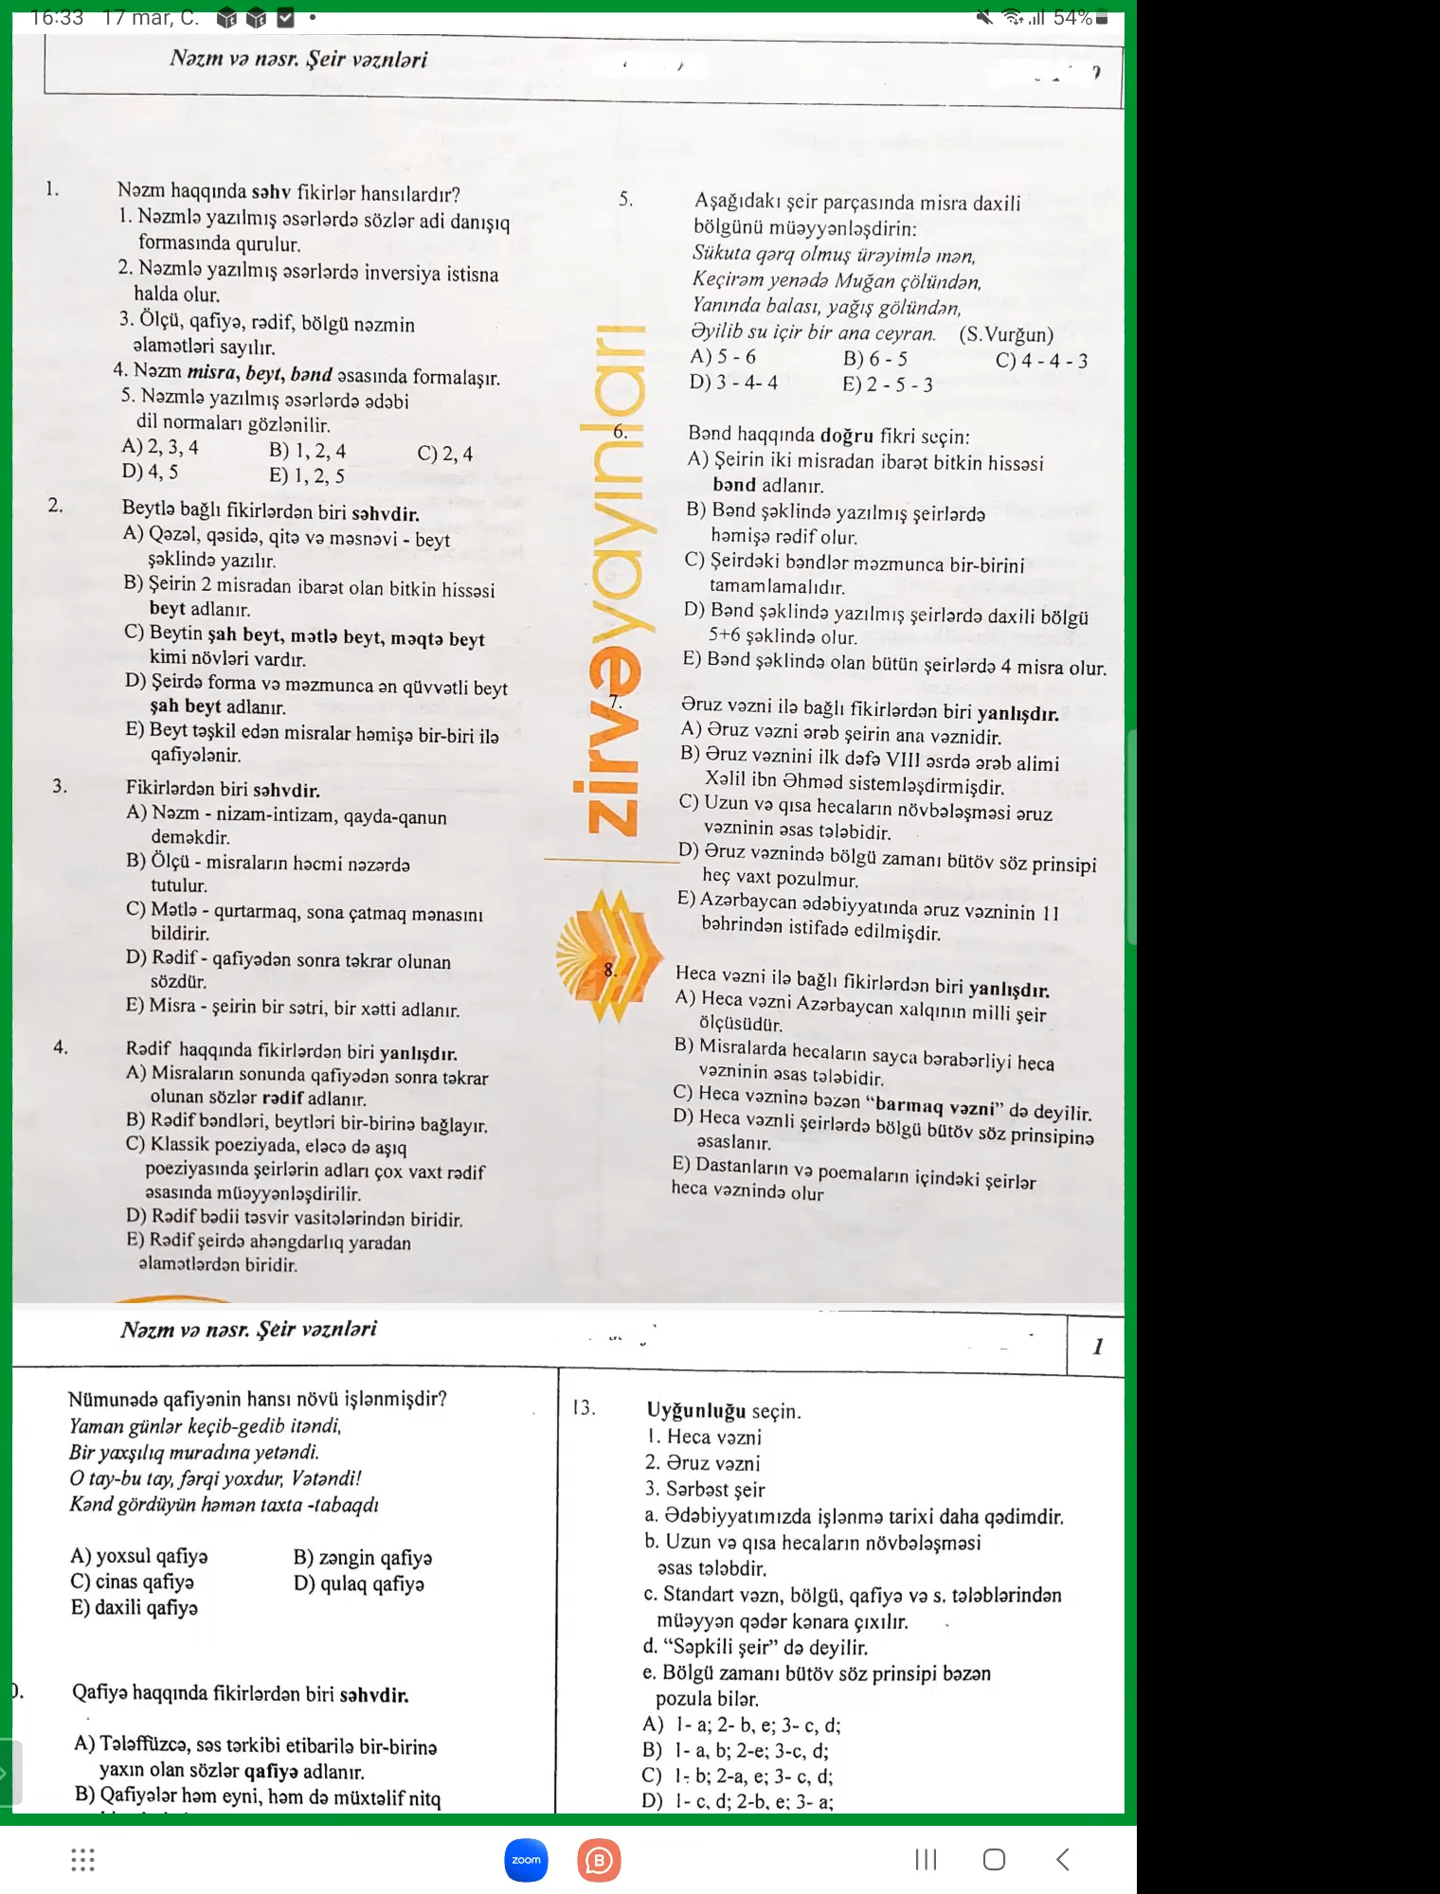 16:33 17 mar, C.
54%
Nəzm və nəsr. Şeir vəznləri
1. Nəzm haqqında səhv fikirlər hansılardır?
1. Nəzmlə yazılmış əsərlərdə sözlər adi danışıq
formasında qurulur.
2. Nəzmlə yazılmış əsərlərdə inversiya istisna
halda olur.
3. Ölçü, qafiyə, rədif, bölgü nəzmin
əlamətləri sayılır.
4. Nəzm misra, beyt, bənd əsasında formalaşır.
5. Nəzmlə yazılmış əsərlərdə ədəbi
dil normaları gözlənilir.
A) 2, 3, 4 B) 1, 2, 4 C) 2, 4
D) 4, 5 E) 1, 2, 5
2. Beytlə bağlı fikirlərdən biri səhvdir.
A) Qəzəl, qəsidə, qitə və məsnəvi - beyt
şəklində yazılır.
B) Şeirin 2 misradan ibarət olan bitkin hissəsi
beyt adlanır.
C) Beytin şah beyt, mətlə beyt, məqtə beyt
kimi növləri vardır.
D) Şeirdə forma və məzmunca ən qüvvətli beyt
şah beyt adlanır.
E) Beyt təşkil edən misralar həmişə bir-biri ilə
qafiyələnir.
3. Fikirlərdən biri səhvdir.
A) Nəzm - nizam-intizam, qayda-qanun
deməkdir.
B) Ölçü - misraların həcmi nəzərdə
tutulur.
C) Mətlə - qurtarmaq, sona çatmaq mənasını
bildirir.
D) Rədif - qafiyədən sonra təkrar olunan
sözdür.
E) Misra - şeirin bir sətri, bir xətti adlanır.
4. Rədif haqqında fikirlərdən biri yanlışdır.
A) Misraların sonunda qafiyədən sonra təkrar
olunan sözlər rədif adlanır.
B) Rədif bəndləri, beytləri bir-birinə bağlayır.
C) Klassik poeziyada, eləcə də aşıq
poeziyasında şeirlərin adları çox vaxt rədif
əsasında müəyyənləşdirilir.
D) Rədif bədii təsvir vasitələrindən biridir.
E) Rədif şeirdə ahəngdarlıq yaradan
əlamətlərdən biridir.
zirvəyayınları
5. Aşağıdakı şeir parçasında misra daxili
bölgünü müəyyənləşdirin:
Sükuta qərq olmuş ürəyimlə mən,
Keçirəm yenədə Muğan çölündən,
Yanında balası, yağış gölündən,
Əyilib su içir bir ana ceyran. (S.Vurğun)
A) 5 - 6 B) 6 - 5 C) 4 - 4 - 3
D) 3 - 4- 4 E) 2 - 5 - 3
6. Bənd haqqında doğru fikri seçin:
A) Şeirin iki misradan ibarət bitkin hissəsi
bənd adlanır.
B) Bənd şəklində yazılmış şeirlərdə
həmişə rədif olur.
C) Şeirdəki bəndlər məzmunca bir-birini
tamamlamalıdır.
D) Bənd şəklində yazılmış şeirlərdə daxili bölgü
5+6 şəklində olur.
E) Bənd şəklində olan bütün şeirlərdə 4 misra olur.
7. Əruz vəzni ilə bağlı fikirlərdən biri yanlışdır.
A) Əruz vəzni ərəb şeirin ana vəznidir.
B) Əruz vəznini ilk dəfə VIII əsrdə ərəb alimi
Xəlil ibn Əhməd sistemləşdirmişdir.
C) Uzun və qısa hecaların növbələşməsi əruz
vəzninin əsas tələbidir.
D) Əruz vəznində bölgü zamanı bütöv söz prinsipi
heç vaxt pozulmur.
E) Azərbaycan ədəbiyyatında əruz vəzninin 11
bəhrindən istifadə edilmişdir.
8. Heca vəzni ilə bağlı fikirlərdən biri yanlışdır.
A) Heca vəzni Azərbaycan xalqının milli şeir
ölçüsüdür.
B) Misralarda hecaların sayca bərabərliyi heca
vəzninin əsas tələbidir.
C) Heca vəzninə bəzən “barmaq vəzni” də deyilir.
D) Heca vəznli şeirlərdə bölgü bütöv söz prinsipinə
əsaslanır.
E) Dastanların və poemaların içindəki şeirlər
heca vəznində olur
Nəzm və nəsr. Şeir vəznləri
1
Nümunədə qafiyənin hansı növü işlənmişdir?
Yaman günlər keçib-gedib itəndi,
Bir yaxşılıq muradına yetəndi.
O tay-bu tay, fərqi yoxdur, Vətəndi!
Kənd gördüyün həmən taxta -tabaqdı
A) yoxsul qafiyə B) zəngin qafiyə
C) cinas qafiyə D) qulaq qafiyə
E) daxili qafiyə
Qafiyə haqqında fikirlərdən biri səhvdir.
A) Tələffüzcə, səs tərkibi etibarilə bir-birinə
yaxın olan sözlər qafiyə adlanır.
B) Qafiyələr həm eyni, həm də müxtəlif nitq
13. Uyğunluğu seçin.
1. Heca vəzni
2. Əruz vəzni
3. Sərbəst şeir
a. Ədəbiyyatımızda işlənmə tarixi daha qədimdir.
b. Uzun və qısa hecaların növbələşməsi
əsas tələbdir.
c. Standart vəzn, bölgü, qafiyə və s. tələblərindən
müəyyən qədər kənara çıxılır.
d. “Səpkili şeir” də deyilir.
e. Bölgü zamanı bütöv söz prinsipi bəzən
pozula bilər.
A) 1- a; 2- b, e; 3- c, d;
B) 1- a, b; 2-e; 3-c, d;
C) 1- b; 2-a, e; 3- c, d;
D) 1- c, d; 2-b, e; 3- a;
zoom
B